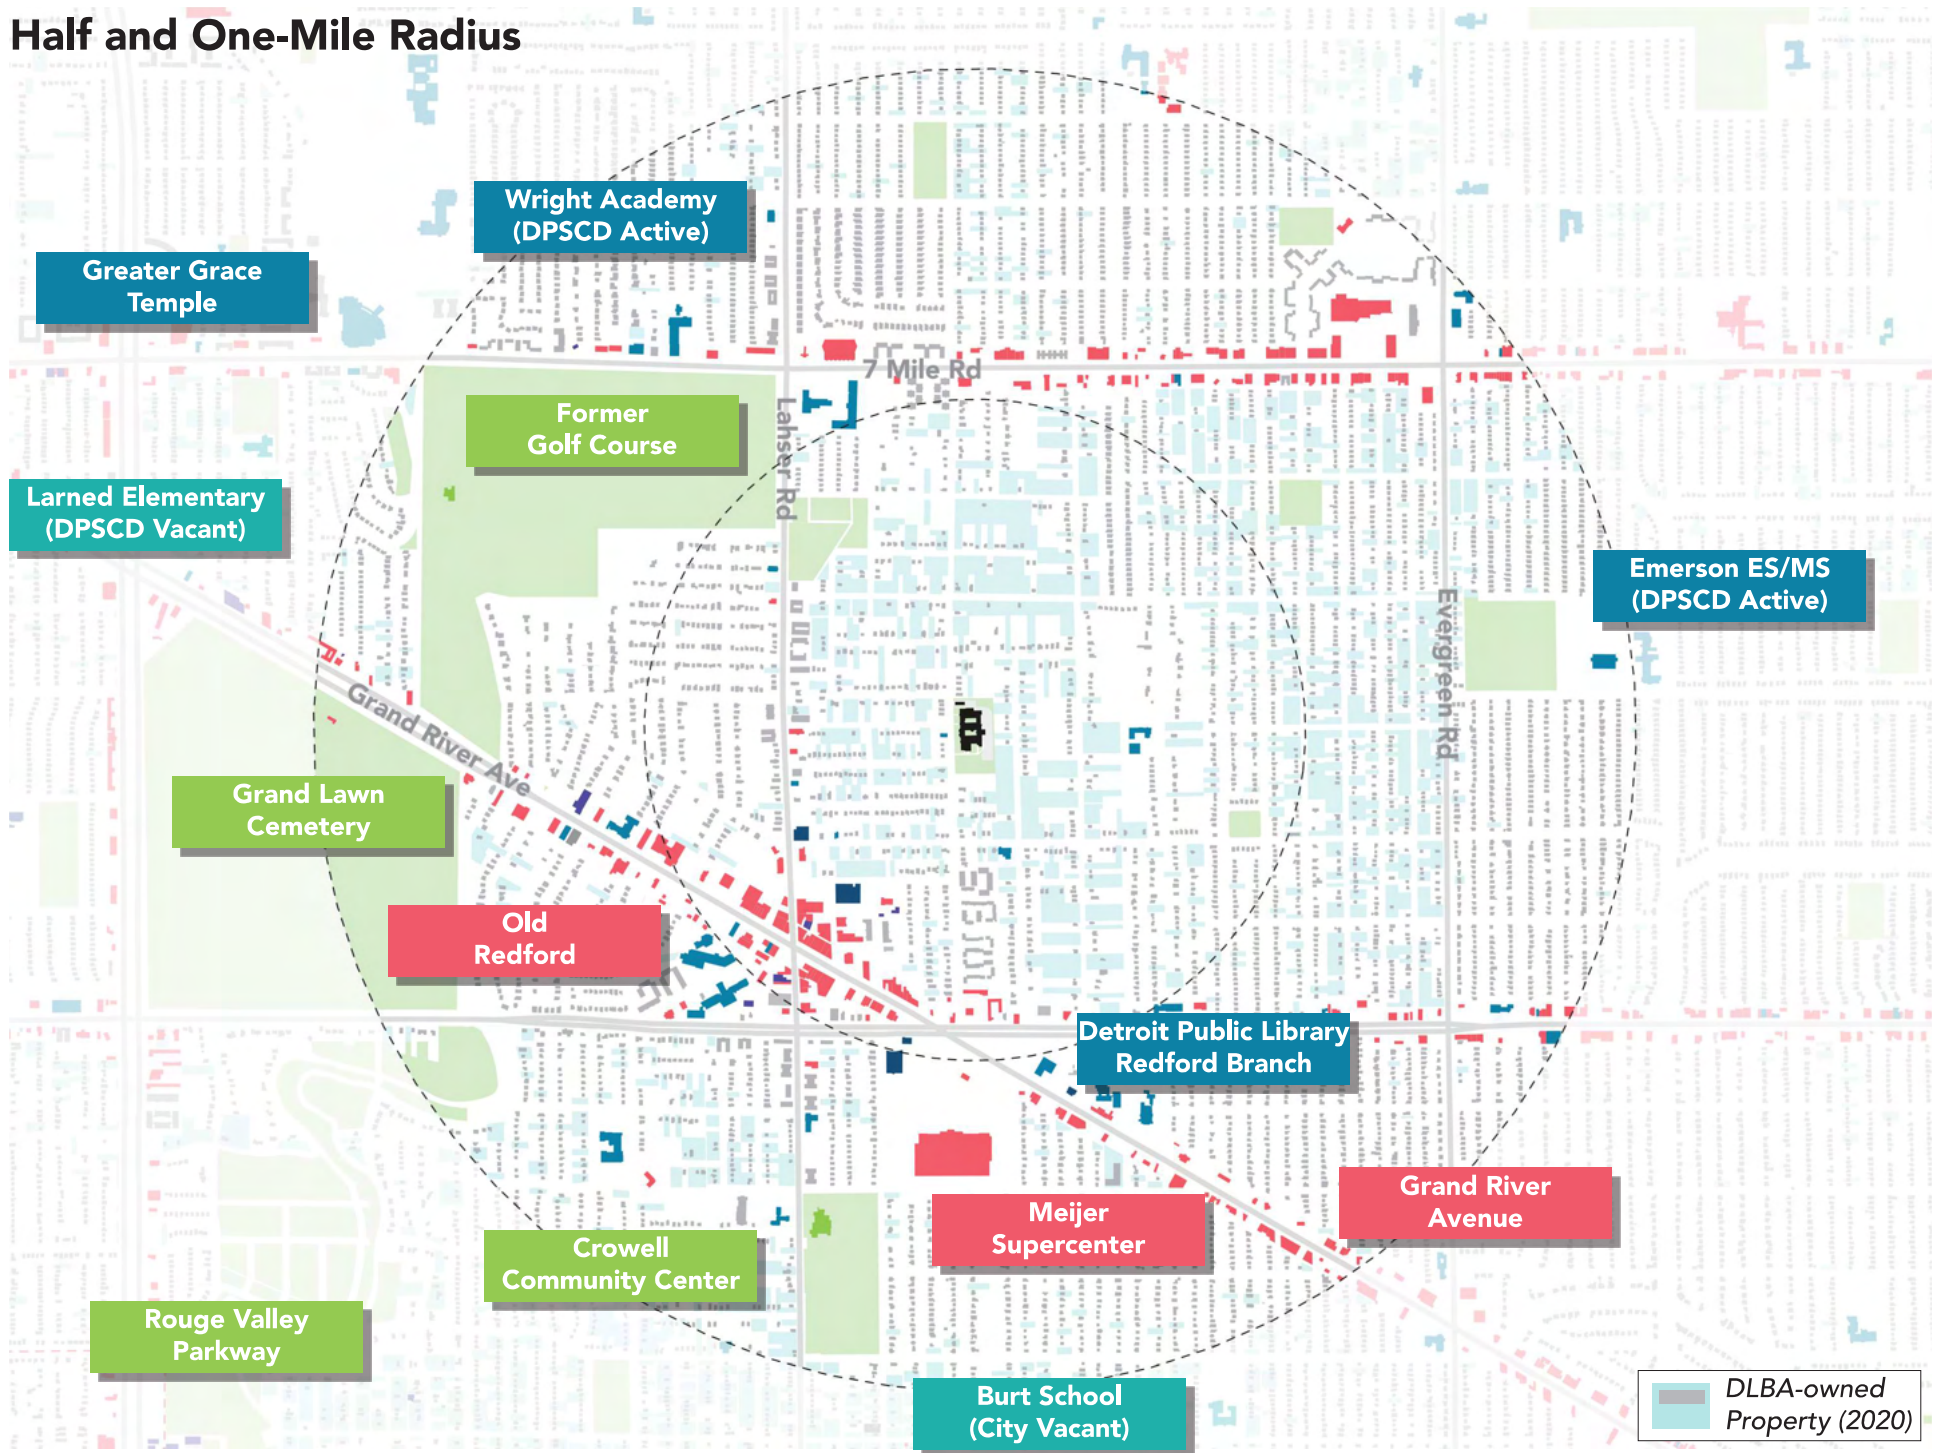 Half and One-Mile Radius
Wright Academy
(DPSCD Active)
Greater Grace
Temple
7 Mile Rd
Former
Golf Course
Lahser Rd
Larned Elementary
(DPSCD Vacant)
Emerson ES/MS
(DPSCD Active)
Evergreen Rd
Grand River Ave
Grand Lawn
Cemetery
Old
Redford
Detroit Public Library
Redford Branch
Grand River
Avenue
Meijer
Supercenter
Crowell
Community Center
Rouge Valley
Parkway
Burt School
(City Vacant)
DLBA-owned
Property (2020)